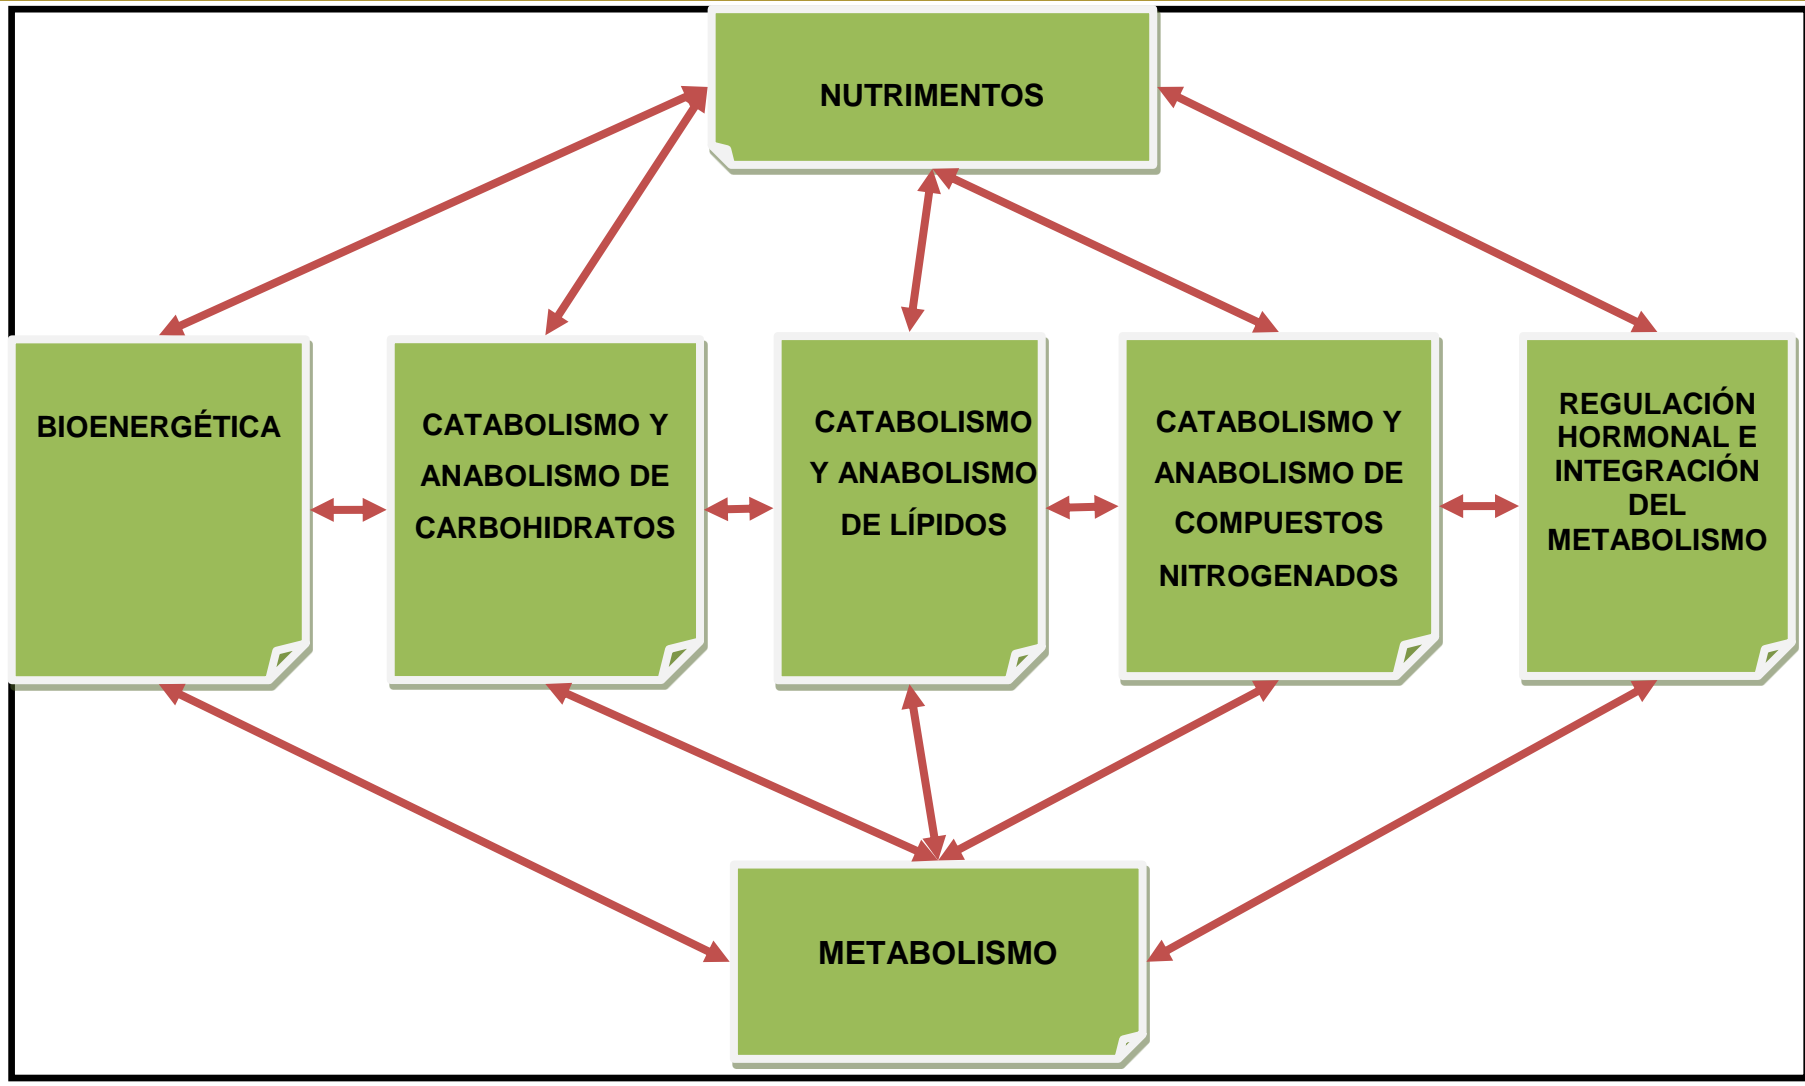 NUTRIMENTOS
BIOENERGÉTICA
CATABOLISMO Y
ANABOLISMO DE
CARBOHIDRATOS
CATABOLISMO
Y ANABOLISMO
DE LÍPIDOS
CATABOLISMO Y
ANABOLISMO DE
COMPUESTOS
NITROGENADOS
REGULACIÓN
HORMONAL E
INTEGRACIÓN
DEL
METABOLISMO
METABOLISMO